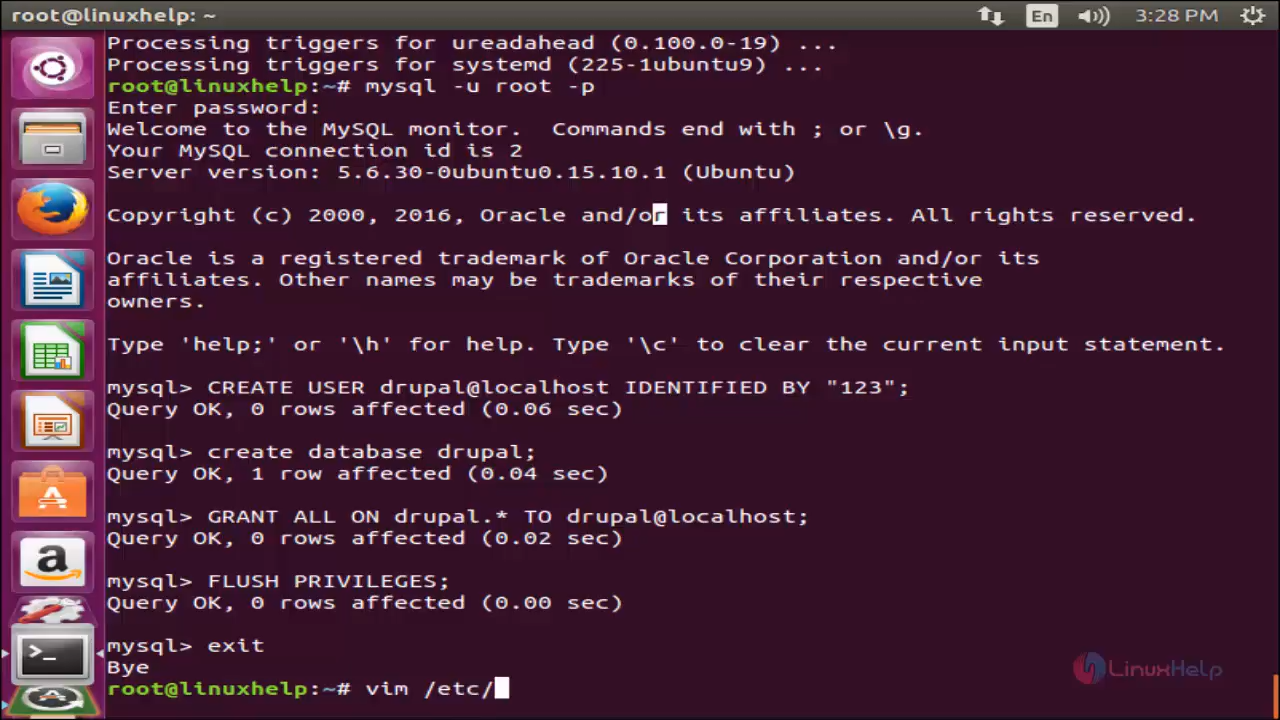 root@linuxhelp: ~
En
3:28 PM
Processing triggers for ureadahead (0.100.0-19) ...
Processing triggers for systemd (225-1ubuntu9) ...
root@linuxhelp:~# mysql -u root -p
Enter password:
Welcome to the MySQL monitor.  Commands end with ; or \g.
Your MySQL connection id is 2
Server version: 5.6.30-0ubuntu0.15.10.1 (Ubuntu)
Copyright (c) 2000, 2016, Oracle and/or its affiliates. All rights reserved.
Oracle is a registered trademark of Oracle Corporation and/or its
affiliates. Other names may be trademarks of their respective
owners.
Type 'help;' or '\h' for help. Type '\c' to clear the current input statement.
mysql> CREATE USER drupal@localhost IDENTIFIED BY "123";
Query OK, 0 rows affected (0.06 sec)
mysql> create database drupal;
Query OK, 1 row affected (0.04 sec)
mysql> GRANT ALL ON drupal.* TO drupal@localhost;
Query OK, 0 rows affected (0.02 sec)
mysql> FLUSH PRIVILEGES;
Query OK, 0 rows affected (0.00 sec)
mysql> exit
Bye
root@linuxhelp:~# vim /etc/
LinuxHelp